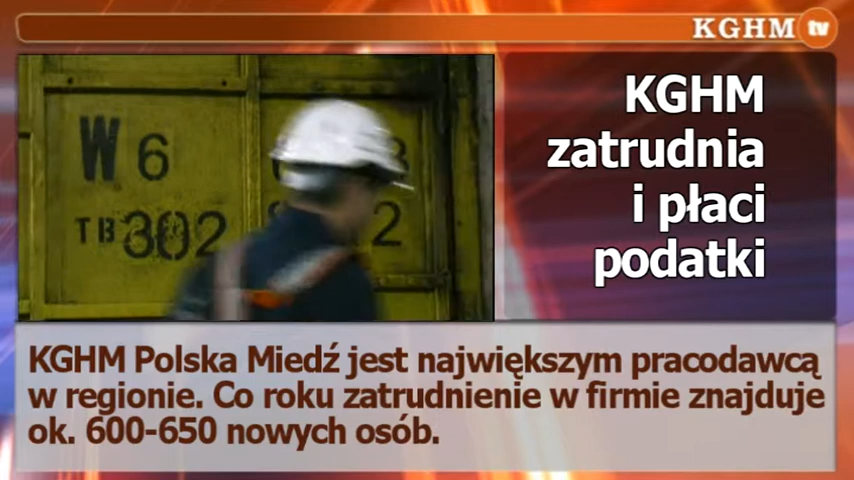 KGHM tv
KGHM
zatrudnia
i płaci
podatki
W 6
TB 302
2
KGHM Polska Miedź jest największym pracodawcą
w regionie. Co roku zatrudnienie w firmie znajduje
ok. 600-650 nowych osób.